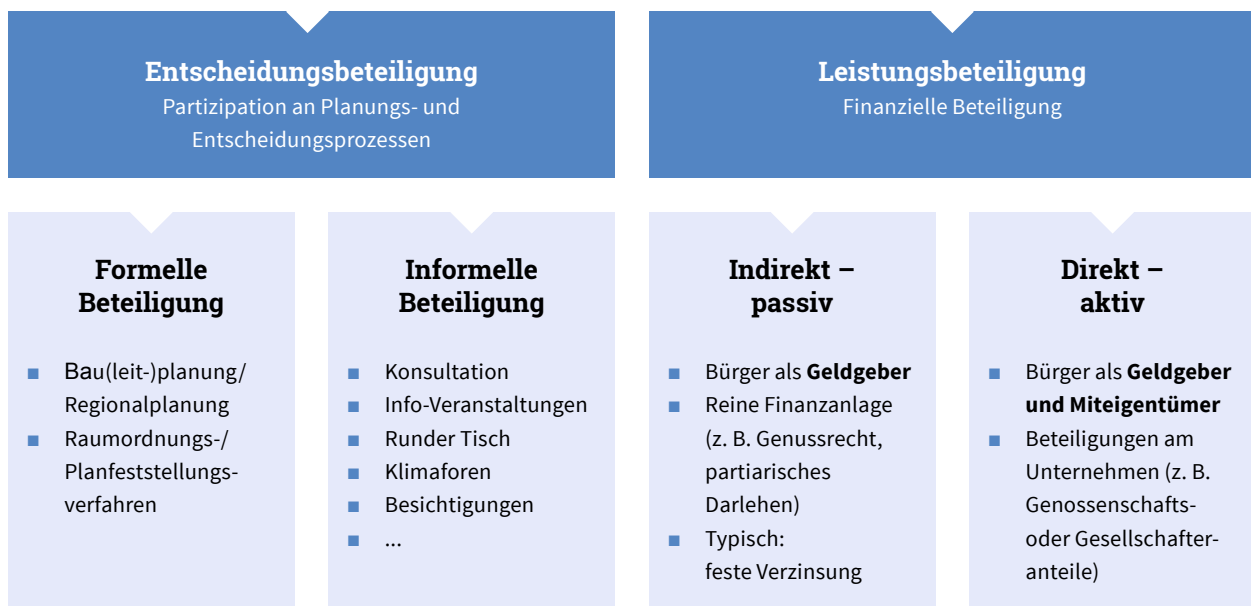 Entscheidungsbeteiligung
Partizipation an Planungs- und
Entscheidungsprozessen
Leistungsbeteiligung
Finanzielle Beteiligung
Formelle
Beteiligung
■ Bau(leit-)planung/
Regionalplanung
■ Raumordnungs-/
Planfeststellungs-
verfahren
Informelle
Beteiligung
■ Konsultation
■ Info-Veranstaltungen
■ Runder Tisch
■ Klimaforen
■ Besichtigungen
■ ...
Indirekt –
passiv
■ Bürger als Geldgeber
■ Reine Finanzanlage
(z. B. Genussrecht,
partiarisches
Darlehen)
■ Typisch:
feste Verzinsung
Direkt –
aktiv
■ Bürger als Geldgeber
und Miteigentümer
■ Beteiligungen am
Unternehmen (z. B.
Genossenschafts-
oder Gesellschafter-
anteile)